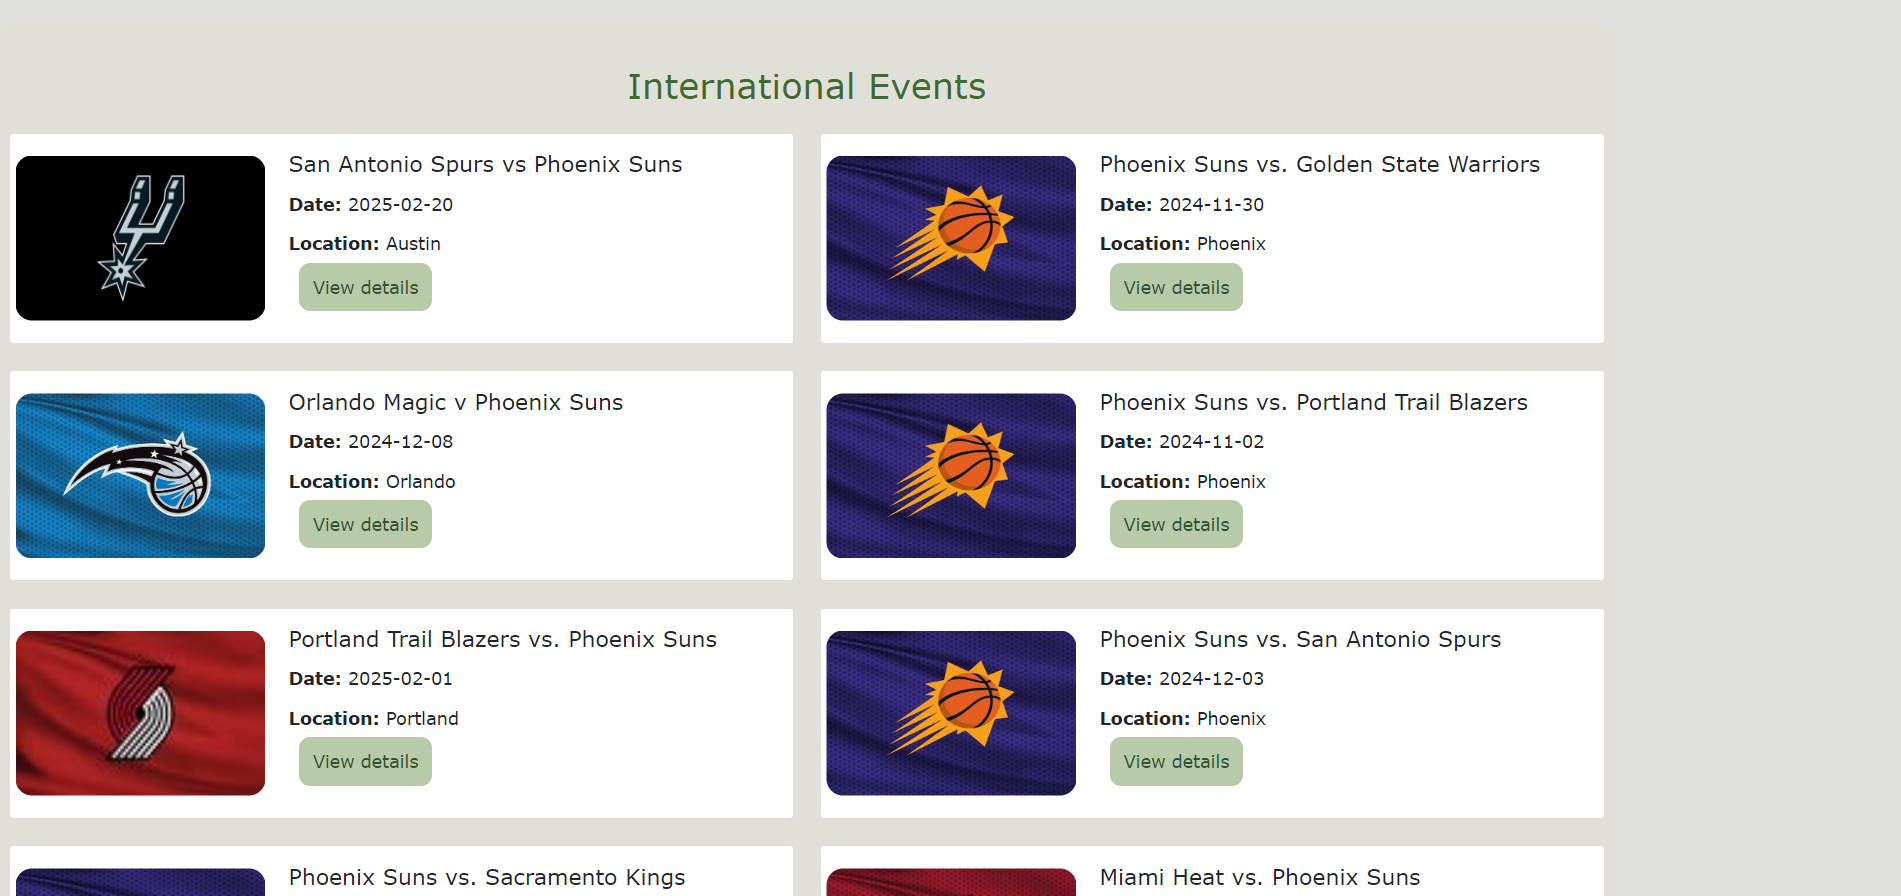 International Events
San Antonio Spurs vs Phoenix Suns
Date: 2025-02-20
Location: Austin
View details
Phoenix Suns vs. Golden State Warriors
Date: 2024-11-30
Location: Phoenix
View details
Orlando Magic v Phoenix Suns
Date: 2024-12-08
Location: Orlando
View details
Phoenix Suns vs. Portland Trail Blazers
Date: 2024-11-02
Location: Phoenix
View details
Portland Trail Blazers vs. Phoenix Suns
Date: 2025-02-01
Location: Portland
View details
Phoenix Suns vs. San Antonio Spurs
Date: 2024-12-03
Location: Phoenix
View details
Phoenix Suns vs. Sacramento Kings
Miami Heat vs. Phoenix Suns